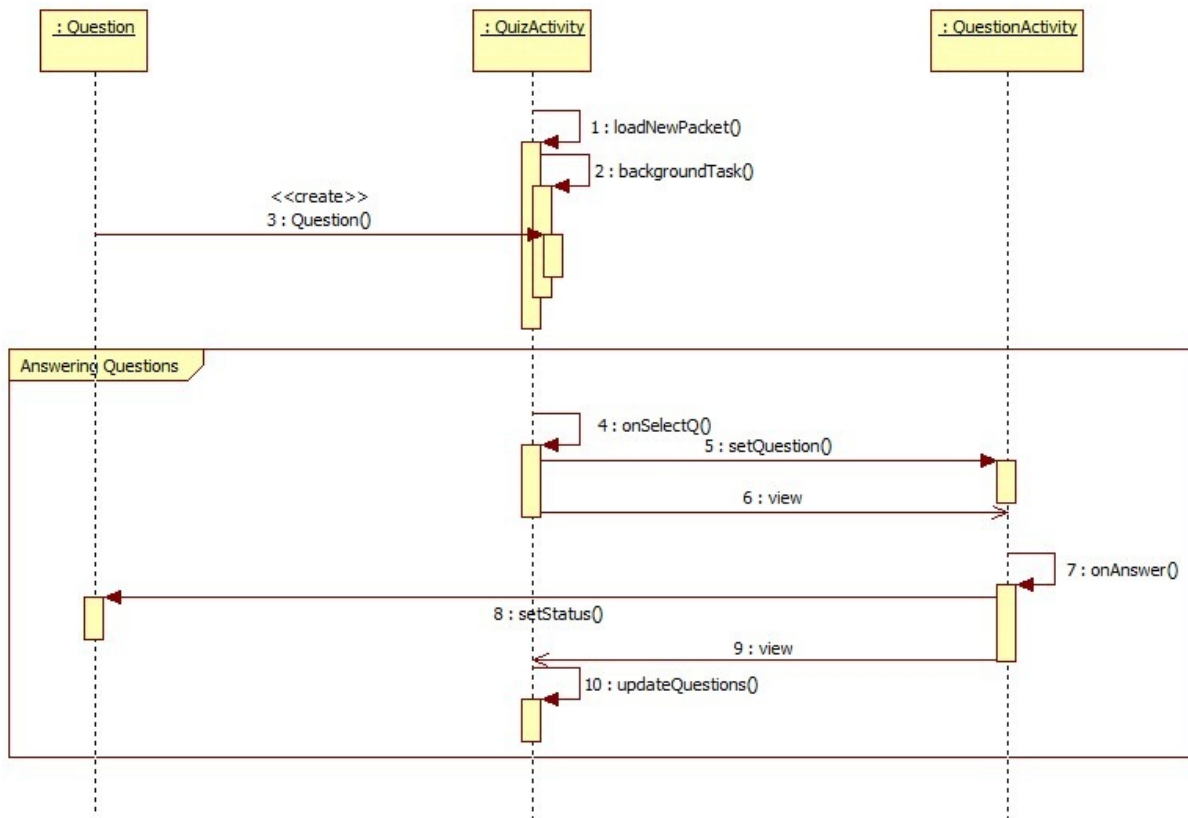 : Question
: QuizActivity
: QuestionActivity
1 : loadNewPacket()
2 : backgroundTask()
<<create>>
3 : Question()
Answering Questions
4 : onSelectQ()
5 : setQuestion()
6 : view
7 : onAnswer()
8 : setStatus()
9 : view
10 : updateQuestions()